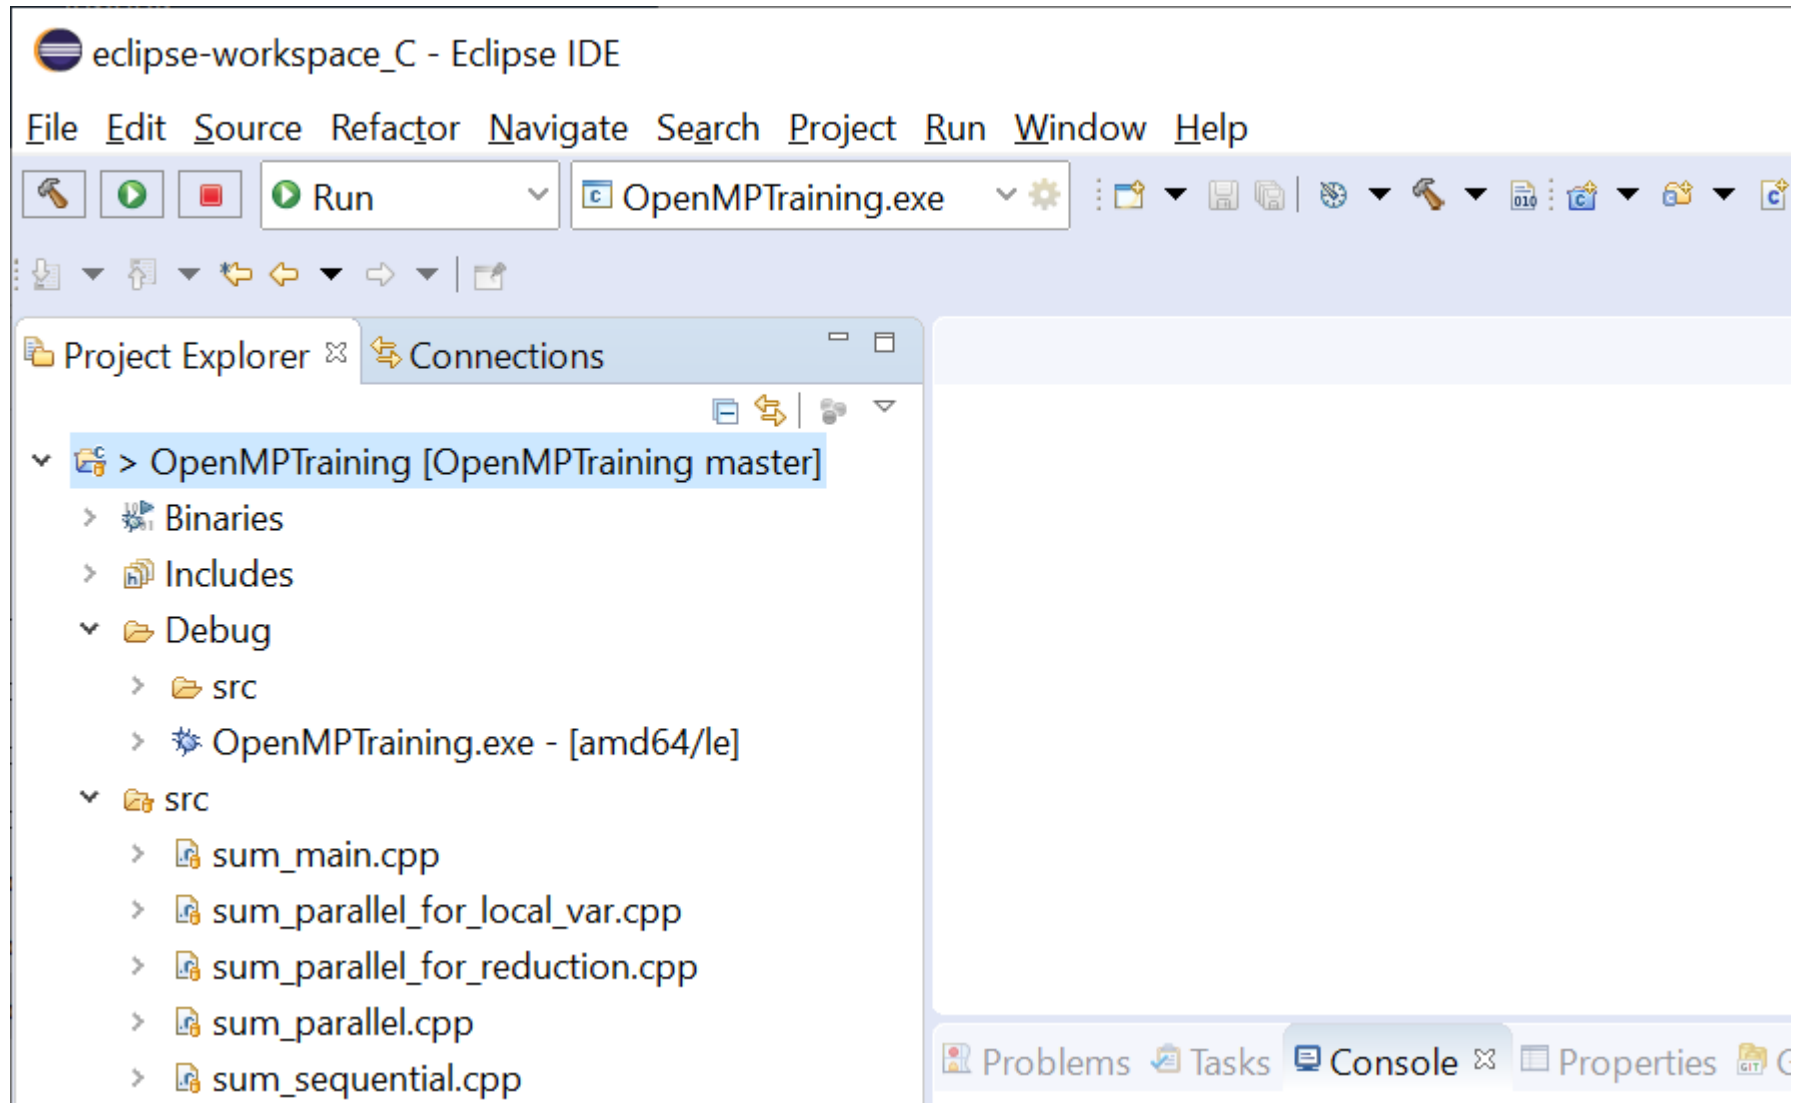 eclipse-workspace_C - Eclipse IDE
File Edit Source Refactor Navigate Search Project Run Window Help
Run OpenMPTraining.exe
Project Explorer Connections
> OpenMPTraining [OpenMPTraining master]
Binaries
Includes
Debug
src
OpenMPTraining.exe - [amd64/le]
src
sum_main.cpp
sum_parallel_for_local_var.cpp
sum_parallel_for_reduction.cpp
sum_parallel.cpp
sum_sequential.cpp
Problems Tasks Console Properties